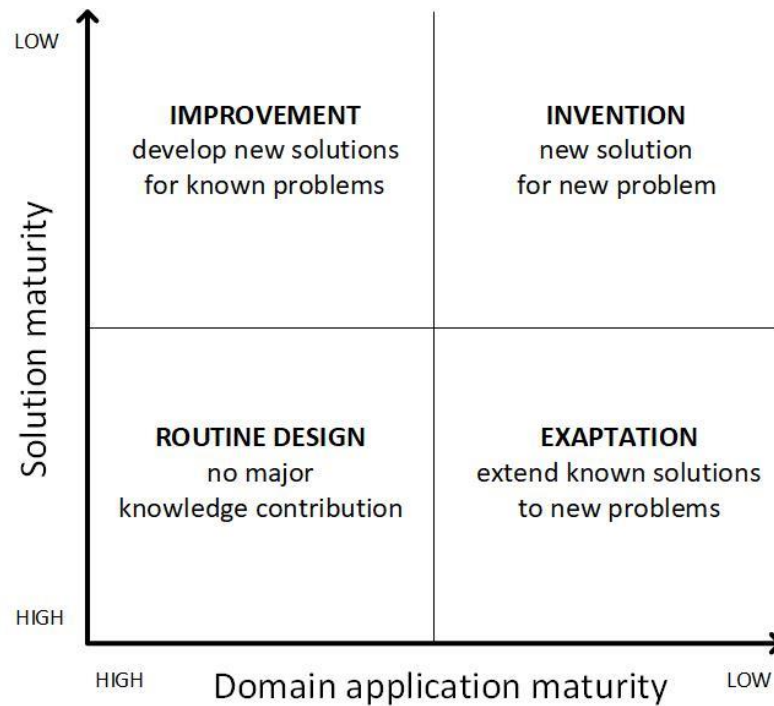 LOW
IMPROVEMENT
develop new solutions
for known problems
INVENTION
new solution
for new problem
Solution maturity
ROUTINE DESIGN
no major
knowledge contribution
EXAPTATION
extend known solutions
to new problems
HIGH
HIGH
Domain application maturity
LOW